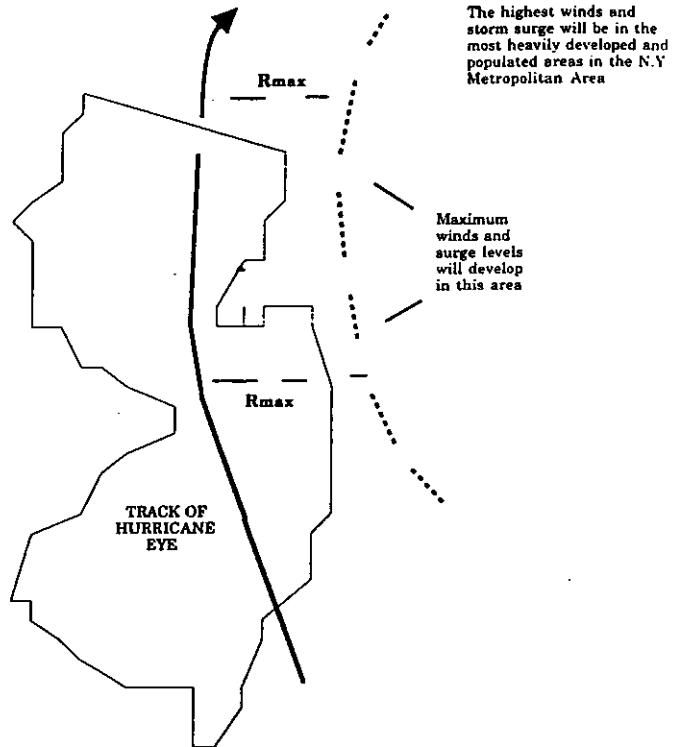 The highest winds and
storm surge will be in the
most heavily developed and
populated areas in the N.Y
Metropolitan Area
Rmax
Maximum
winds and
surge levels
will develop
in this area
Rmax
TRACK OF
HURRICANE
EYE